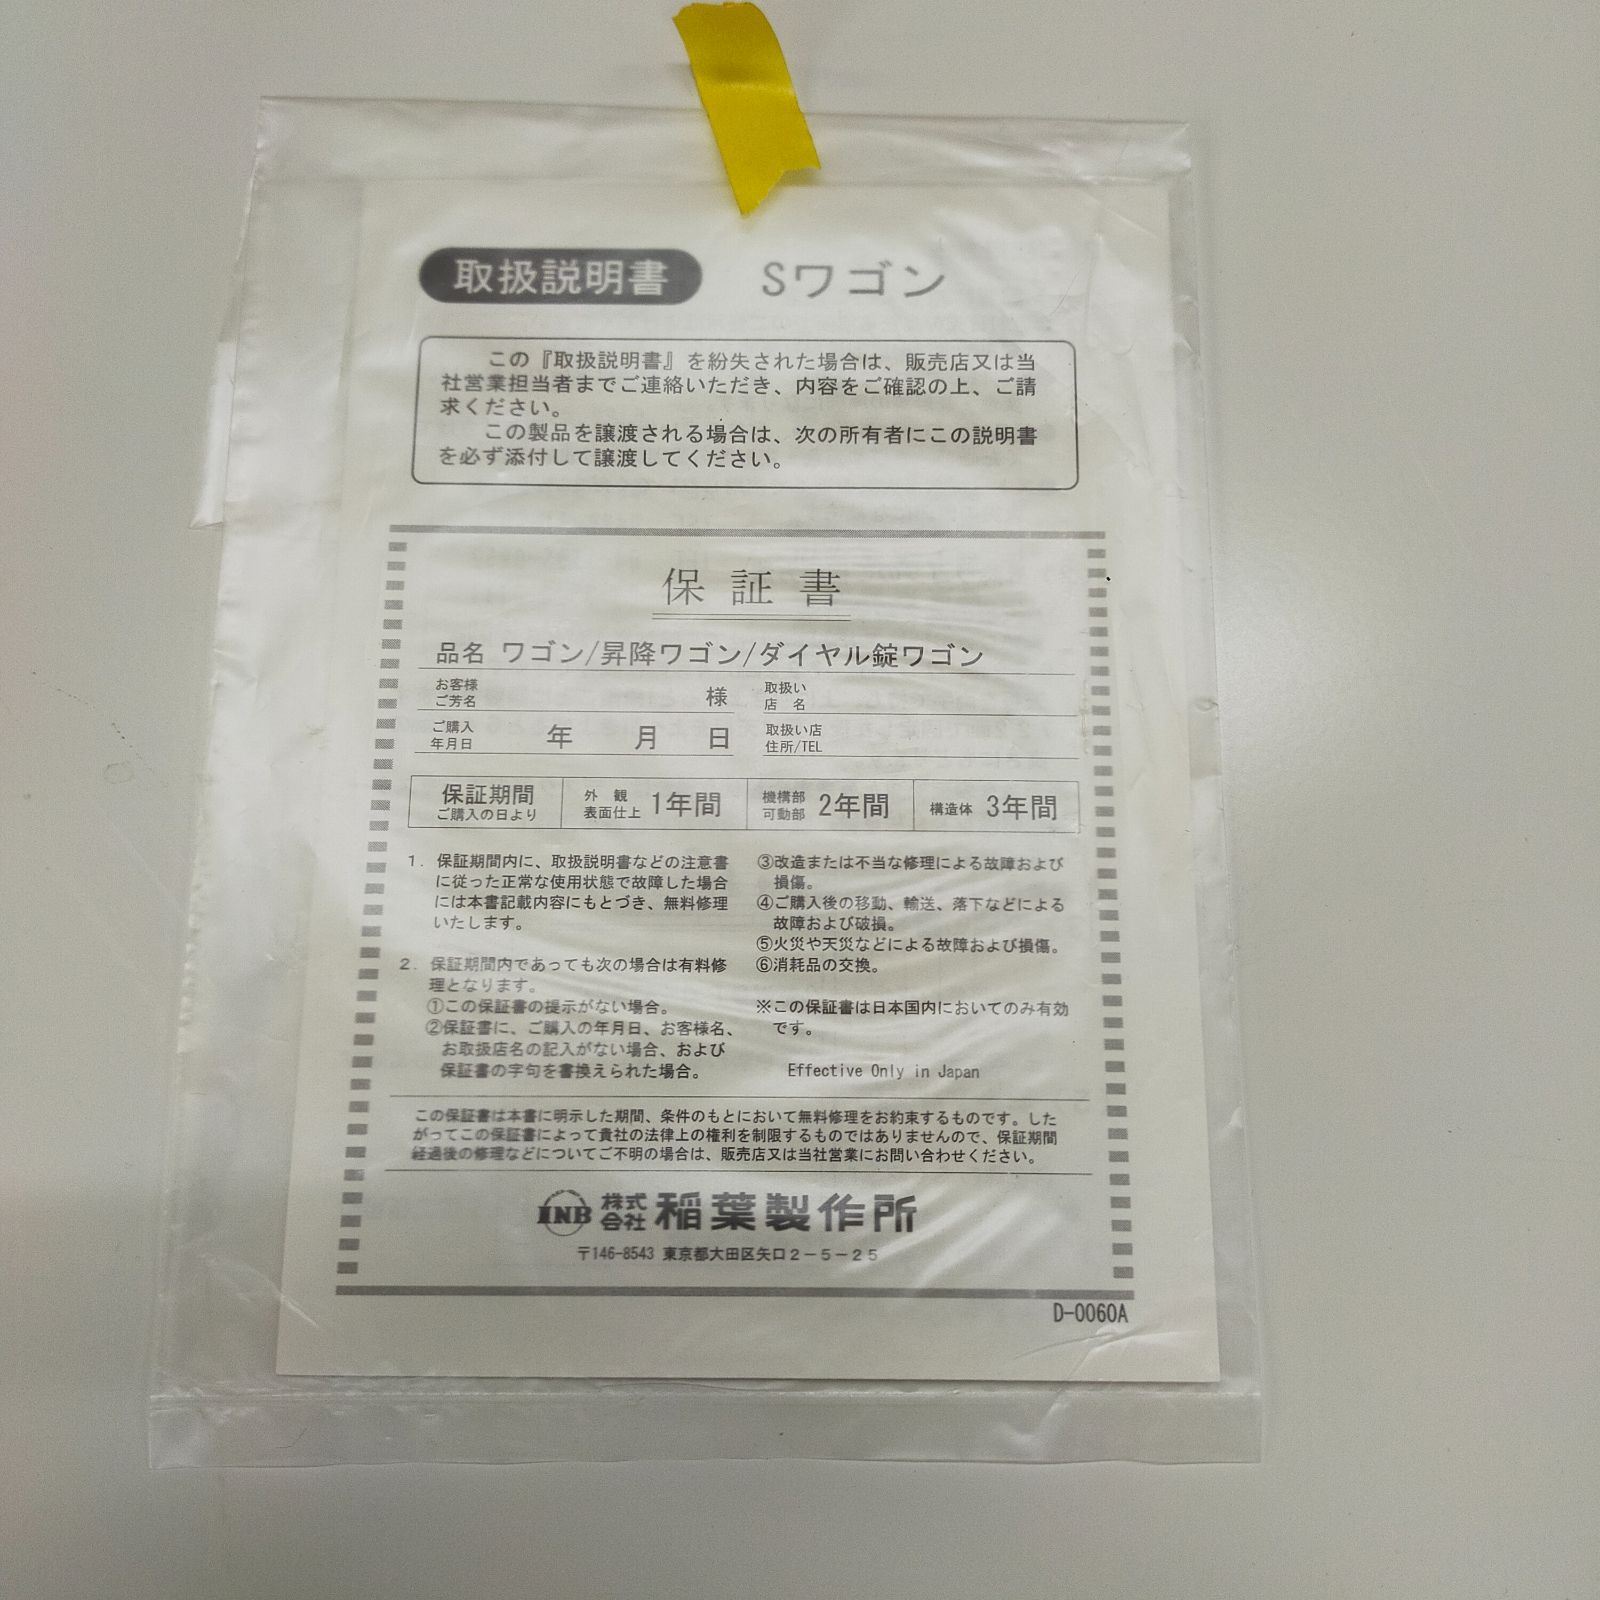 取扱説明書 Sワゴン
この『取扱説明書』を紛失された場合は、販売店又は当
社営業担当者までご連絡いただき、内容をご確認の上、ご請
求ください。
この製品を譲渡される場合は、次の所有者にこの説明書
を必ず添付して譲渡してください。
保証書
品名 ワゴン/昇降ワゴン/ダイヤル錠ワゴン
お客様
ご芳名
様
取扱い
店 名
ご購入
年月日
年 月 日
取扱い店
住所/TEL
保証期間
ご購入の日より
外 観
表面仕上
1年間
機構部
可動部
2年間
構造体 3年間
1. 保証期間内に、取扱説明書などの注意書
に従った正常な使用状態で故障した場合
には本書記載内容にもとづき、無料修理
いたします。
2. 保証期間内であっても次の場合は有料修
理となります。
①この保証書の提示がない場合。
②保証書に、ご購入の年月日、お客様名、
お取扱店名の記入がない場合、および
保証書の字句を書換えられた場合。
③改造または不当な修理による故障および
損傷。
④ご購入後の移動、輸送、落下などによる
故障および破損。
⑤火災や天災などによる故障および損傷。
⑥消耗品の交換。
※この保証書は日本国内においてのみ有効
です。
Effective Only in Japan
この保証書は本書に明示した期間、条件のもとにおいて無料修理をお約束するものです。した
がってこの保証書によって貴社の法律上の権利を制限するものではありませんので、保証期間
経過後の修理などについてご不明の場合は、販売店又は当社営業にお問い合わせください。
INB 株式会社 稲葉製作所
〒146-8543 東京都大田区矢口2-5-25
D-0060A